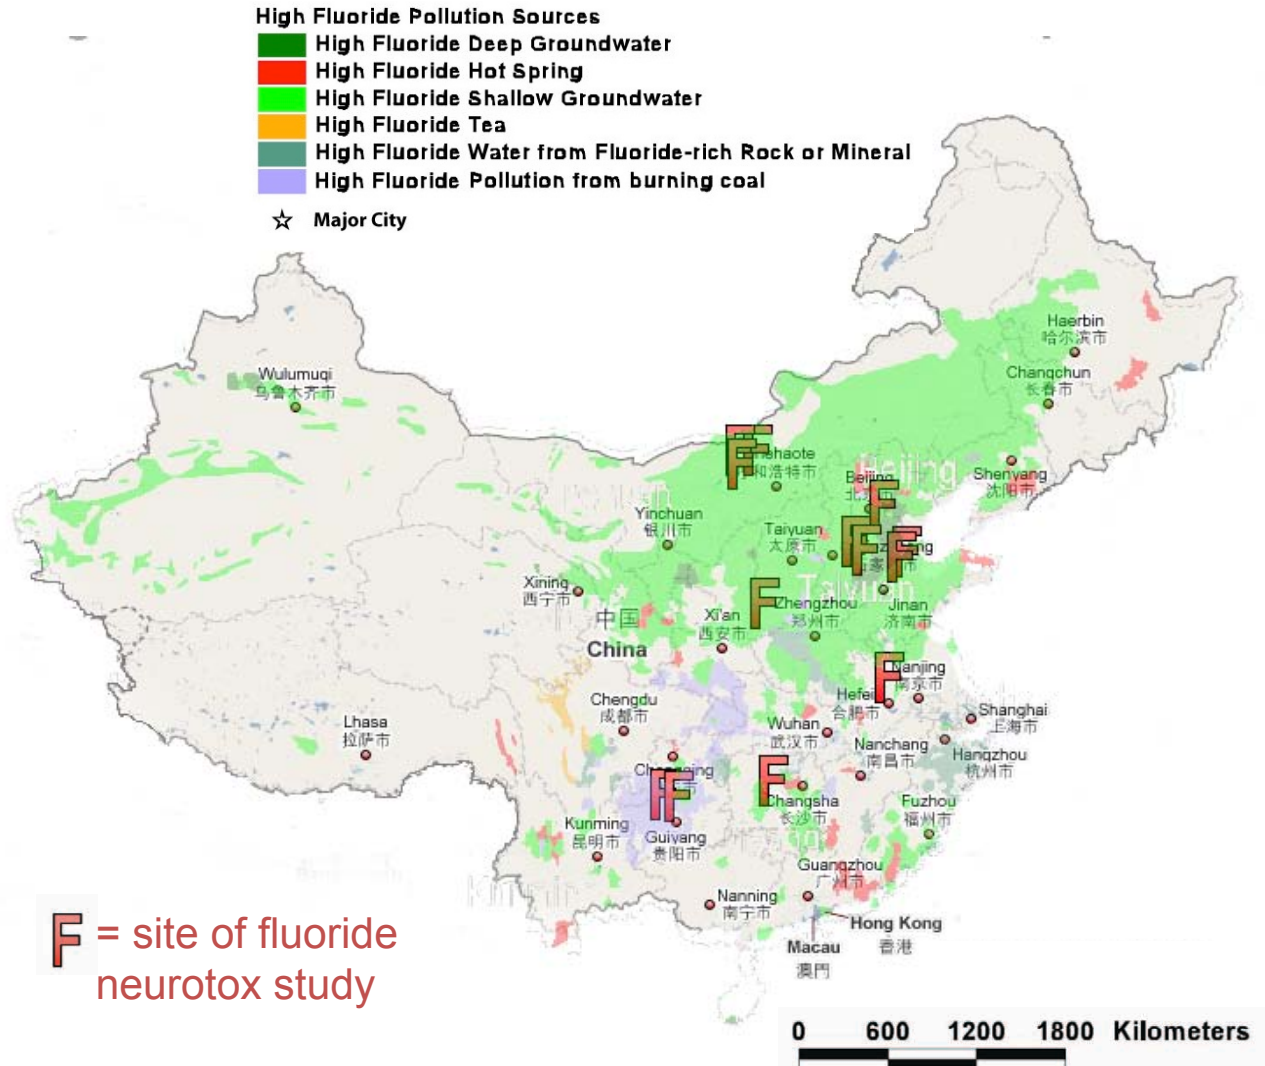 High Fluoride Pollution Sources
High Fluoride Deep Groundwater
High Fluoride Hot Spring
High Fluoride Shallow Groundwater
High Fluoride Tea
High Fluoride Water from Fluoride-rich Rock or Mineral
High Fluoride Pollution from burning coal
Major City
Haerbin
哈尔滨市
Changchun
长春市
Wulumuqi
乌鲁木齐市
和浩特市
Beijing
Beijing
Shenyang
沈阳市
Yinchuan
银川市
Taiyuan
太原市
Taiyuan
Xining
西宁市
中国
China
Xi'an
西安市
Zhengzhou
郑州市
Jinan
济南市
Nanjing
南京市
Hefei
合肥市
Chengdu
成都市
Lhasa
拉萨市
Wuhan
武汉市
Shanghai
上海市
Nanchang
南昌市
Hangzhou
杭州市
Changsha
长沙市
Fuzhou
福州市
Kunming
昆明市
Guiyang
贵阳市
Guangzhou
广州市
Nanning
南宁市
Hong Kong
香港
Macau
澳門
F = site of fluoride
neurotox study
0 600 1200 1800 Kilometers